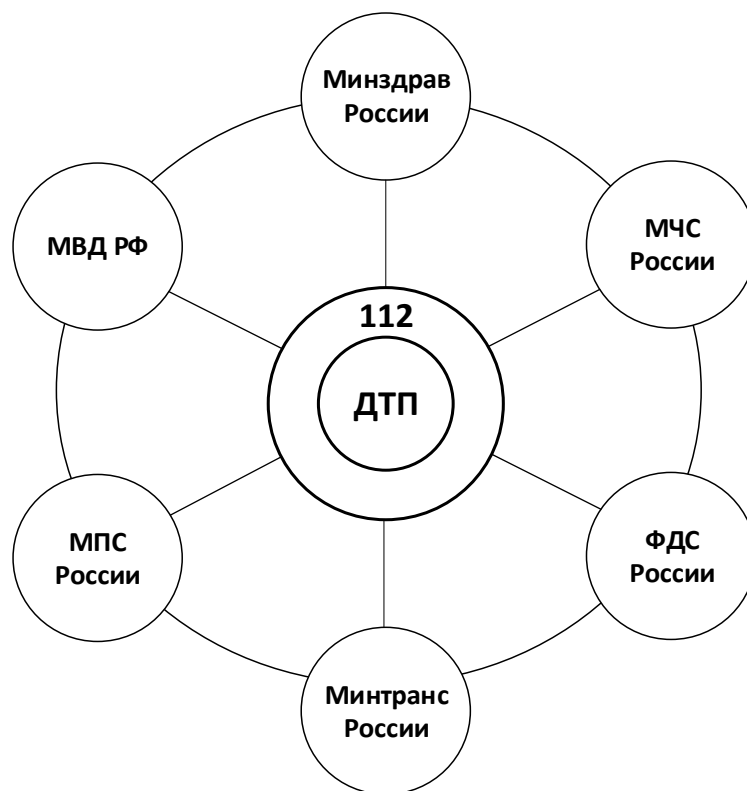 Минздрав
России
МВД РФ
МЧС
России
112
ДТП
МПС
России
ФДС
России
Минтранс
России